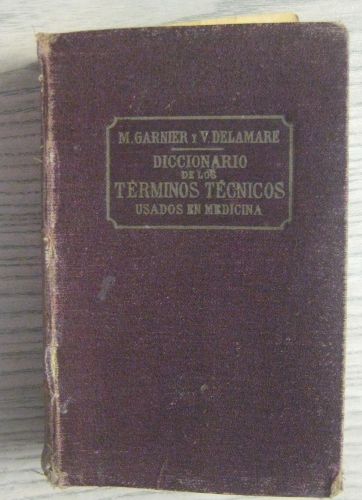 M. GARNIER Y V. DELAMARE
DICCIONARIO
DE LOS
TÉRMINOS TÉCNICOS
USADOS EN MEDICINA